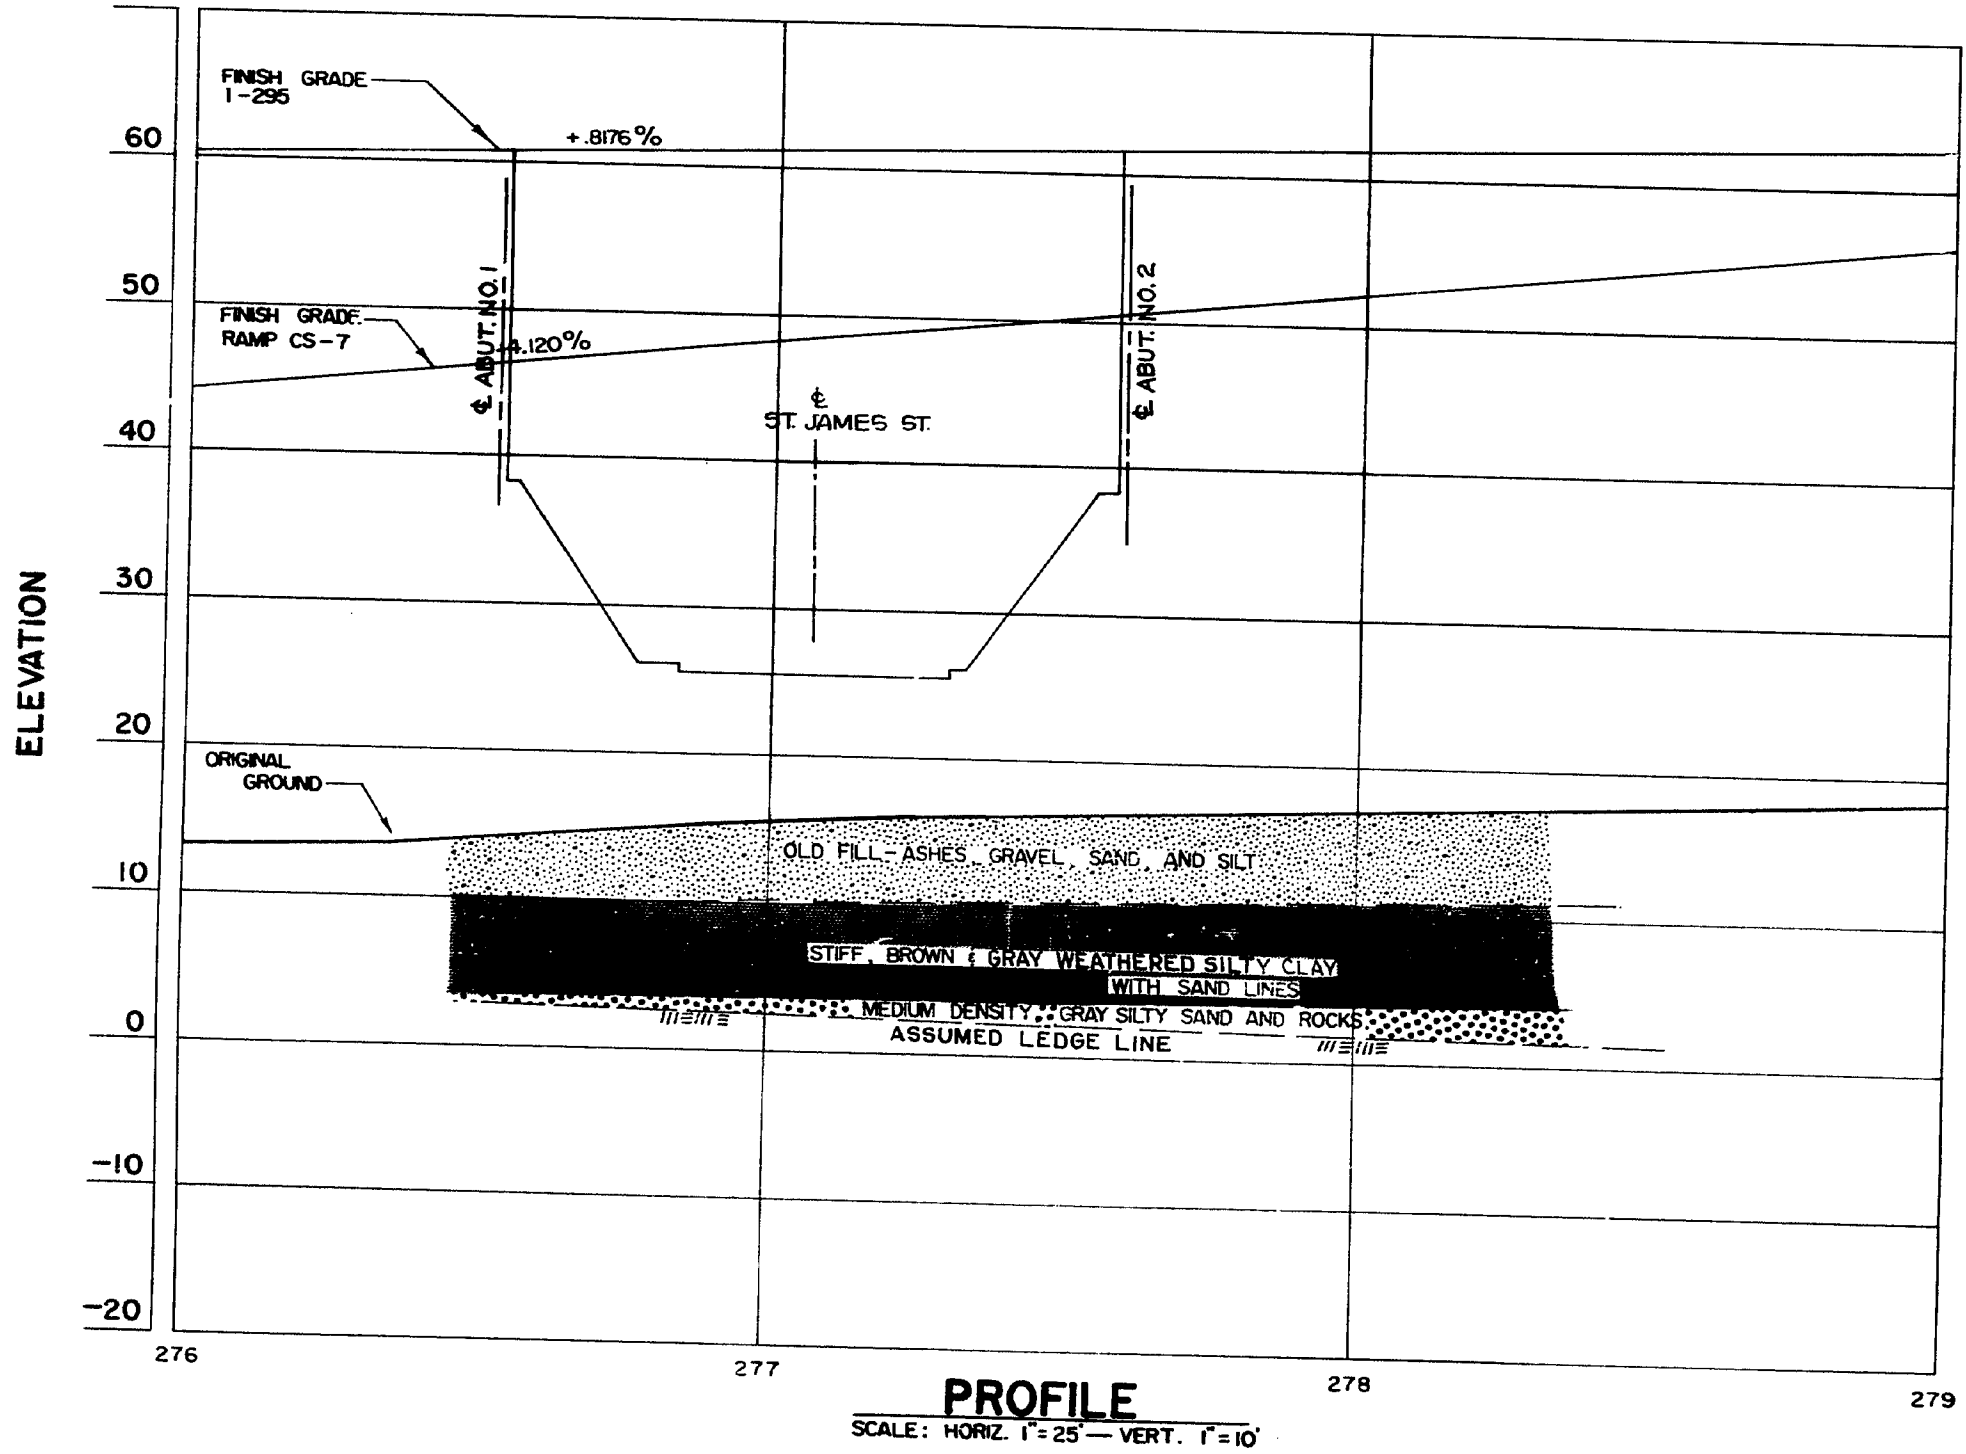 FINISH GRADE
I-295
+.8176%
60
50
FINISH GRADE
RAMP CS-7
+4.120%
℄ ABUT. NO. 1
℄ ABUT. NO. 2
℄
ST. JAMES ST.
40
30
ELEVATION
20
ORIGINAL
GROUND
10
OLD FILL-ASHES, GRAVEL, SAND, AND SILT
STIFF, BROWN & GRAY WEATHERED SILTY CLAY
WITH SAND LINES
0
MEDIUM DENSITY GRAY SILTY SAND AND ROCKS
ASSUMED LEDGE LINE
-10
-20
276
277
278
279
PROFILE
SCALE: HORIZ. 1"=25' — VERT. 1"=10'